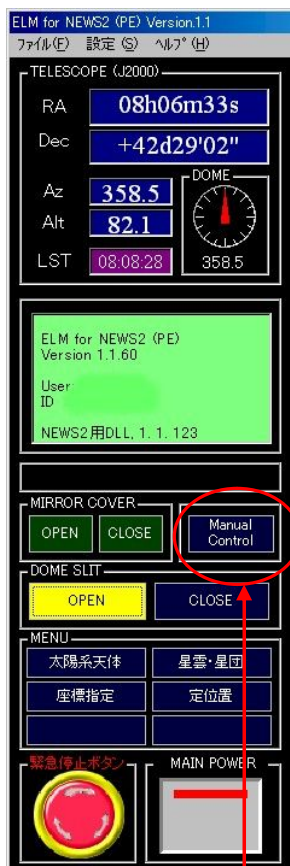 ELM for NEWS2 (PE) Version.1.1
ファイル(F) 設定 (S) ヘルプ (H)
TELESCOPE (J2000)
RA 08h06m33s
Dec +42d29'02"
DOME
Az 358.5
Alt 82.1
LST 08:08:28 358.5
ELM for NEWS2 (PE)
Version 1.1.60
User
ID
NEWS2用DLL, 1. 1. 123
MIRROR COVER
OPEN CLOSE
Manual
Control
DOME SLIT
OPEN CLOSE
MENU
太陽系天体 星雲・星団
座標指定 定位置
緊急停止ボタン MAIN POWER